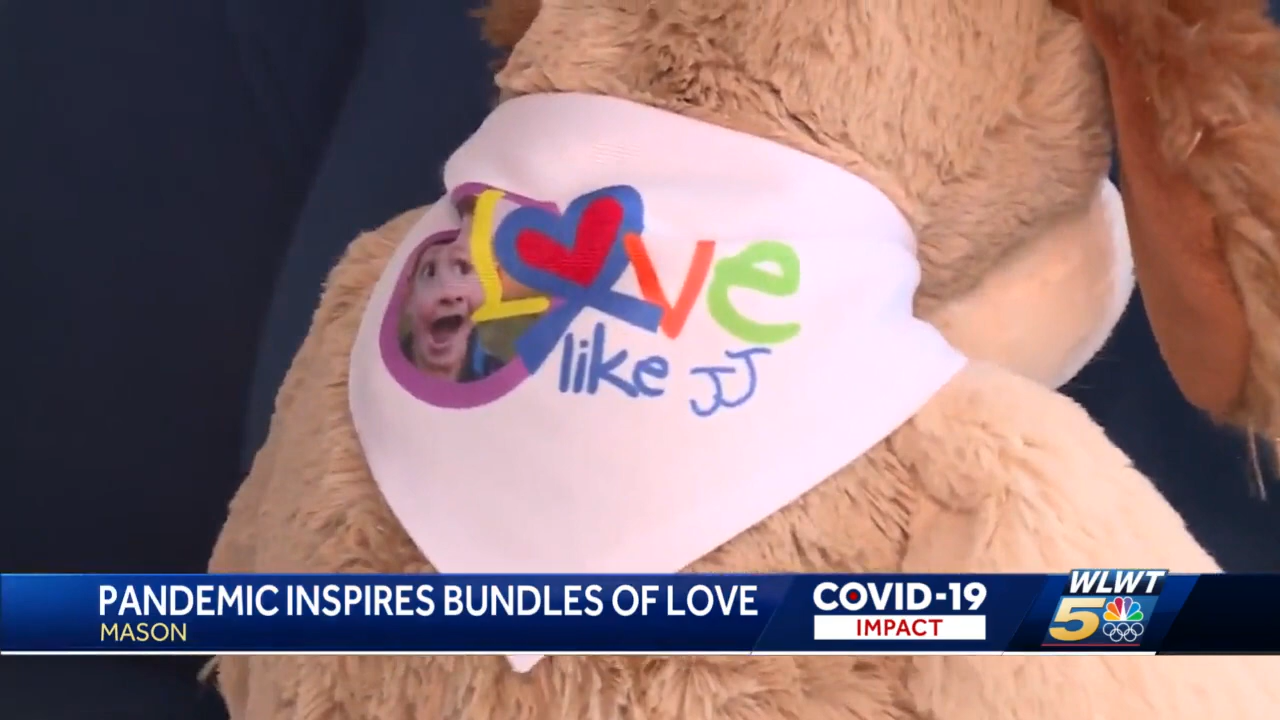 Love
like JJ
PANDEMIC INSPIRES BUNDLES OF LOVE
MASON
COVID-19
IMPACT
WLWT
5